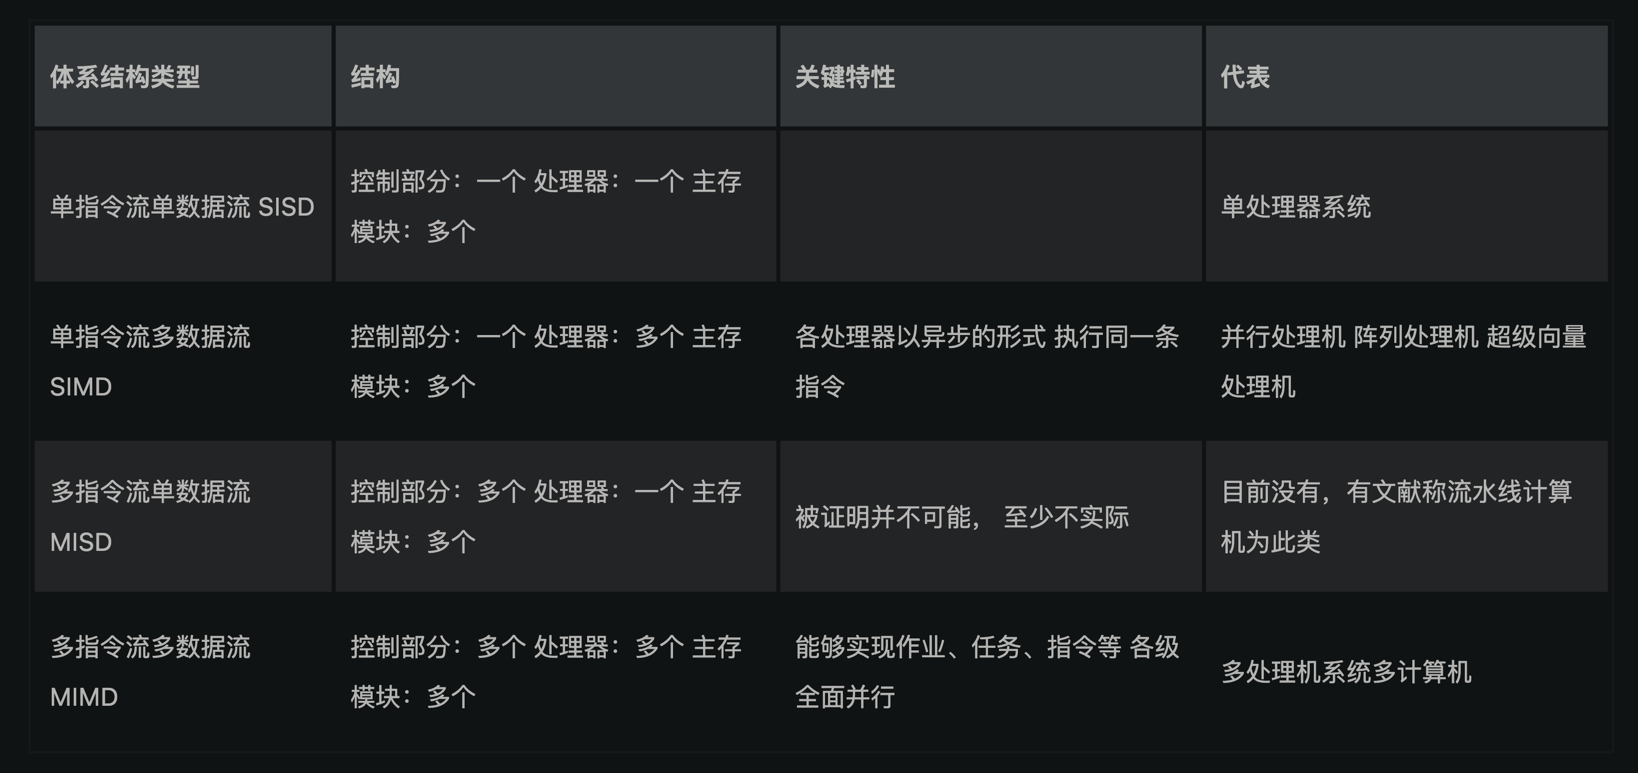 体系结构类型
结构
关键特性
代表
单指令流单数据流 SISD
控制部分：一个 处理器：一个 主存
模块：多个
单处理器系统
单指令流多数据流
SIMD
控制部分：一个 处理器：多个 主存
模块：多个
各处理器以异步的形式 执行同一条
指令
并行处理机 阵列处理机 超级向量
处理机
多指令流单数据流
MISD
控制部分：多个 处理器：一个 主存
模块：多个
被证明并不可能， 至少不实际
目前没有，有文献称流水线计算
机为此类
多指令流多数据流
MIMD
控制部分：多个 处理器：多个 主存
模块：多个
能够实现作业、任务、指令等 各级
全面并行
多处理机系统多计算机